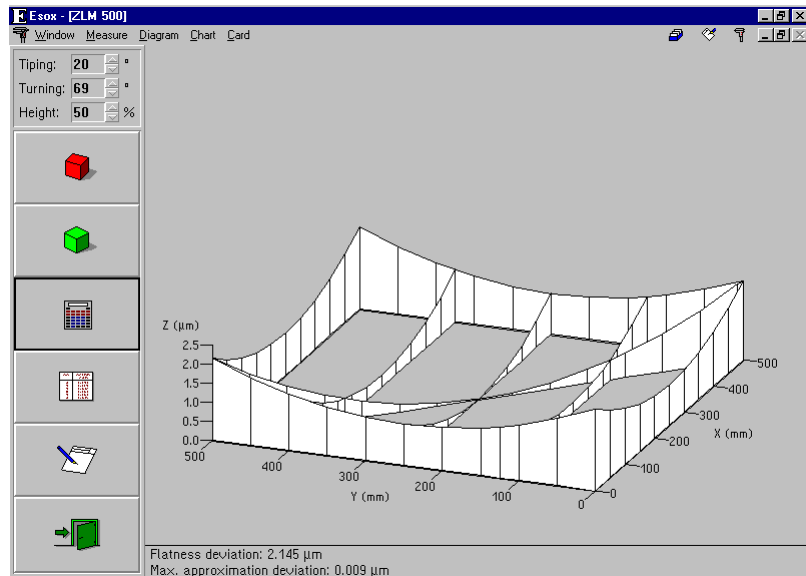 Esox - [ZLM 500]
Window Measure Diagram Chart Card
Tiping: 20 °
Turning: 69 °
Height: 50 %
Z (µm)
2.5
2.0
1.5
1.0
0.5
0.0
500
400
300
200
100
0
Y (mm)
0
100
200
300
400
500
X (mm)
Flatness deviation: 2.145 µm
Max. approximation deviation: 0.009 µm